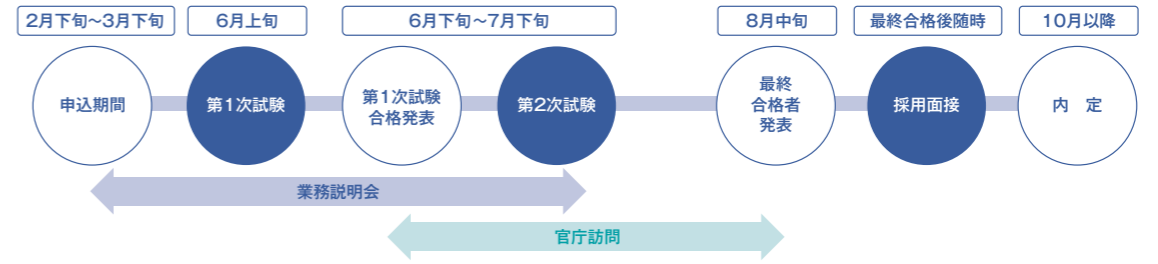 2月下旬~3月下旬
6月上旬
6月下旬~7月下旬
8月中旬
最終合格後随時
10月以降
申込期間
第1次試験
第1次試験
合格発表
第2次試験
最終
合格者
発表
採用面接
内　定
業務説明会
官庁訪問